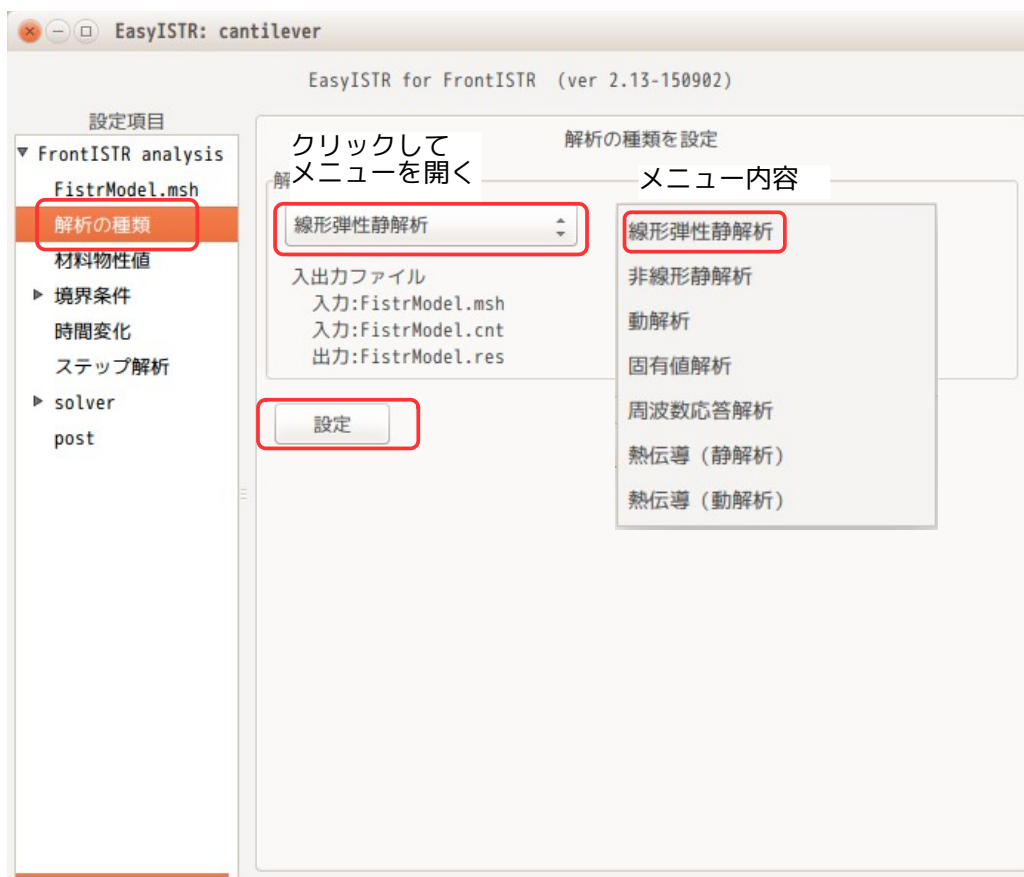 EasyISTR: cantilever
EasyISTR for FrontISTR (ver 2.13-150902)
設定項目
FrontISTR analysis
FistrModel.msh
解析の種類
材料物性値
境界条件
時間変化
ステップ解析
solver
post
解析の種類を設定
クリックして
メニューを開く
解
線形弾性静解析
入出力ファイル
入力:FistrModel.msh
入力:FistrModel.cnt
出力:FistrModel.res
設定
メニュー内容
線形弾性静解析
非線形静解析
動解析
固有値解析
周波数応答解析
熱伝導（静解析）
熱伝導（動解析）